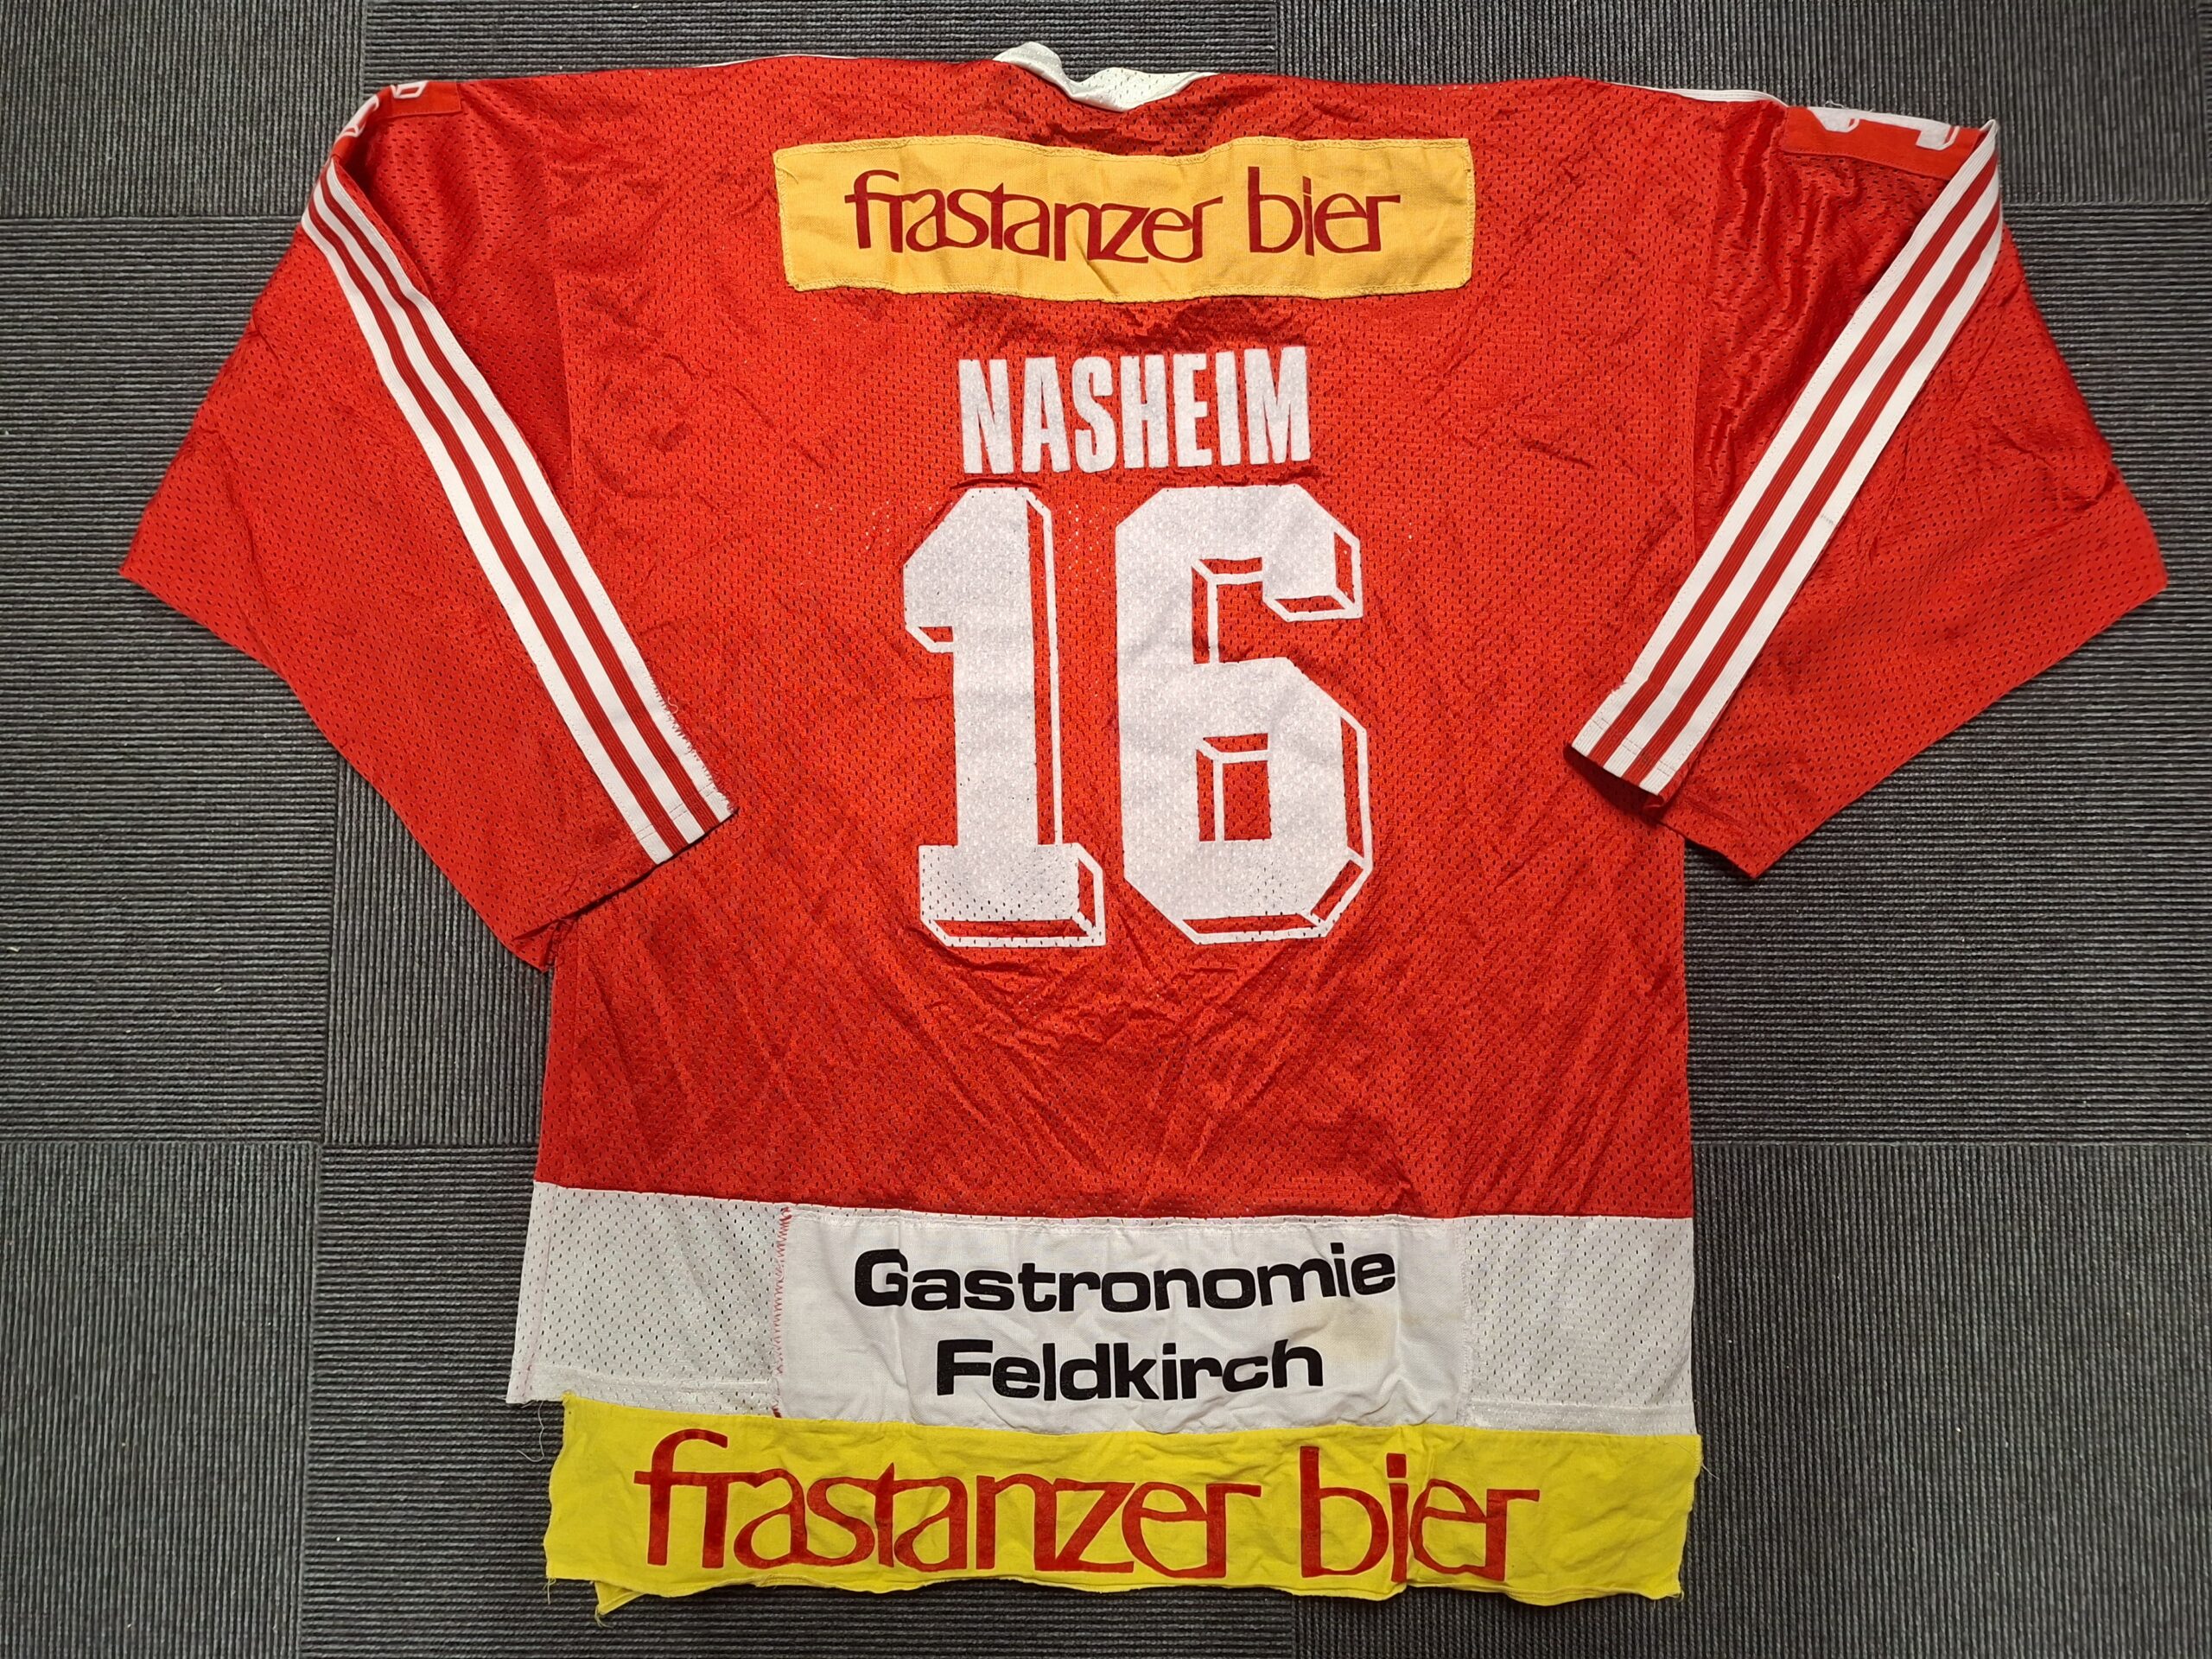 frastanzer bier
NASHEIM
16
Gastronomie
Feldkirch
frastanzer bier